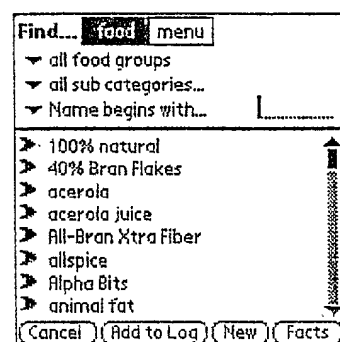 Find... food menu
all food groups
all sub categories...
Name begins with...
100% natural
40% Bran Flakes
acerola
acerola juice
All-Bran Xtra Fiber
allspice
Alpha Bits
animal fat
Cancel Add to Log New Facts